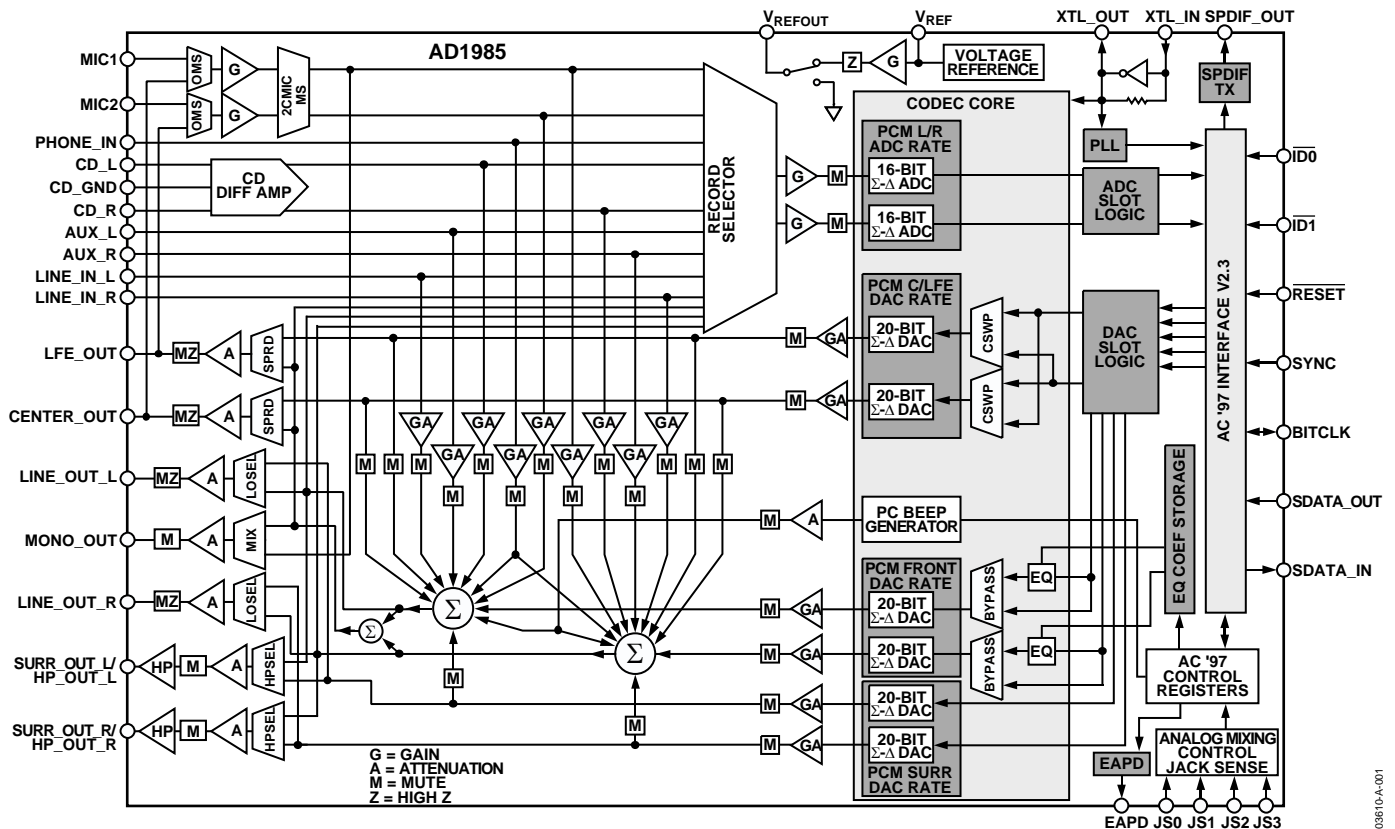 AD1985
V_REFOUT
V_REF
XTL_OUT
XTL_IN
SPDIF_OUT
MIC1
MIC2
PHONE_IN
CD_L
CD_GND
CD_R
AUX_L
AUX_R
LINE_IN_L
LINE_IN_R
LFE_OUT
CENTER_OUT
LINE_OUT_L
MONO_OUT
LINE_OUT_R
SURR_OUT_L/
HP_OUT_L
SURR_OUT_R/
HP_OUT_R
OMS
G
OMS
G
2CMIC
MS
CD
DIFF AMP
RECORD
SELECTOR
Z
G
VOLTAGE
REFERENCE
G
M
G
M
CODEC CORE
PCM L/R
ADC RATE
16-BIT
Σ-Δ ADC
16-BIT
Σ-Δ ADC
PLL
SPDIF
TX
ADC
SLOT
LOGIC
AC '97 INTERFACE V2.3
ID0
ID1
RESET
SYNC
BITCLK
SDATA_OUT
SDATA_IN
PCM C/LFE
DAC RATE
20-BIT
Σ-Δ DAC
20-BIT
Σ-Δ DAC
CSWP
CSWP
DAC
SLOT
LOGIC
M
GA
M
GA
MZ
A
SPRD
MZ
A
SPRD
MZ
A
LOSEL
M
A
MIX
MZ
A
LOSEL
HP
M
A
HPSEL
HP
M
A
HPSEL
GA
GA
GA
GA
GA
GA
GA
GA
M
M
M
M
M
M
M
M
M
M
M
M
Σ
Σ
Σ
M
M
M
A
PC BEEP
GENERATOR
EQ COEF STORAGE
PCM FRONT
DAC RATE
20-BIT
Σ-Δ DAC
20-BIT
Σ-Δ DAC
BYPASS
BYPASS
EQ
EQ
M
GA
M
GA
M
GA
M
GA
20-BIT
Σ-Δ DAC
20-BIT
Σ-Δ DAC
PCM SURR
DAC RATE
AC '97
CONTROL
REGISTERS
ANALOG MIXING
CONTROL
JACK SENSE
EAPD
EAPD
JS0
JS1
JS2
JS3
G = GAIN
A = ATTENUATION
M = MUTE
Z = HIGH Z
03610-A-001